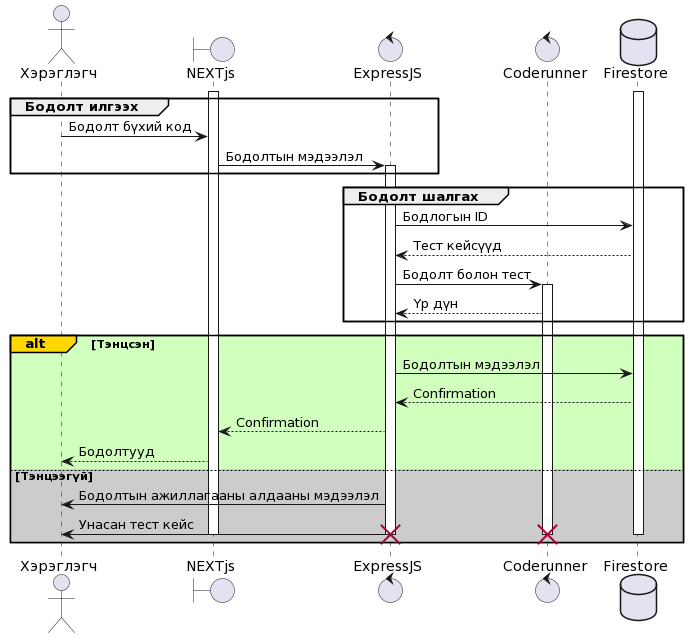 Хэрэглэгч
NEXTjs
ExpressJS
Coderunner
Firestore
Бодолт илгээх
Бодолт бүхий код
Бодолтын мэдээлэл
Бодолт шалгах
Бодлогын ID
Тест кейсүүд
Бодолт болон тест
Үр дүн
alt [Тэнцсэн]
Бодолтын мэдээлэл
Confirmation
Confirmation
Бодолтууд
[Тэнцээгүй]
Бодолтын ажиллагааны алдааны мэдээлэл
Унасан тест кейс
Хэрэглэгч
NEXTjs
ExpressJS
Coderunner
Firestore